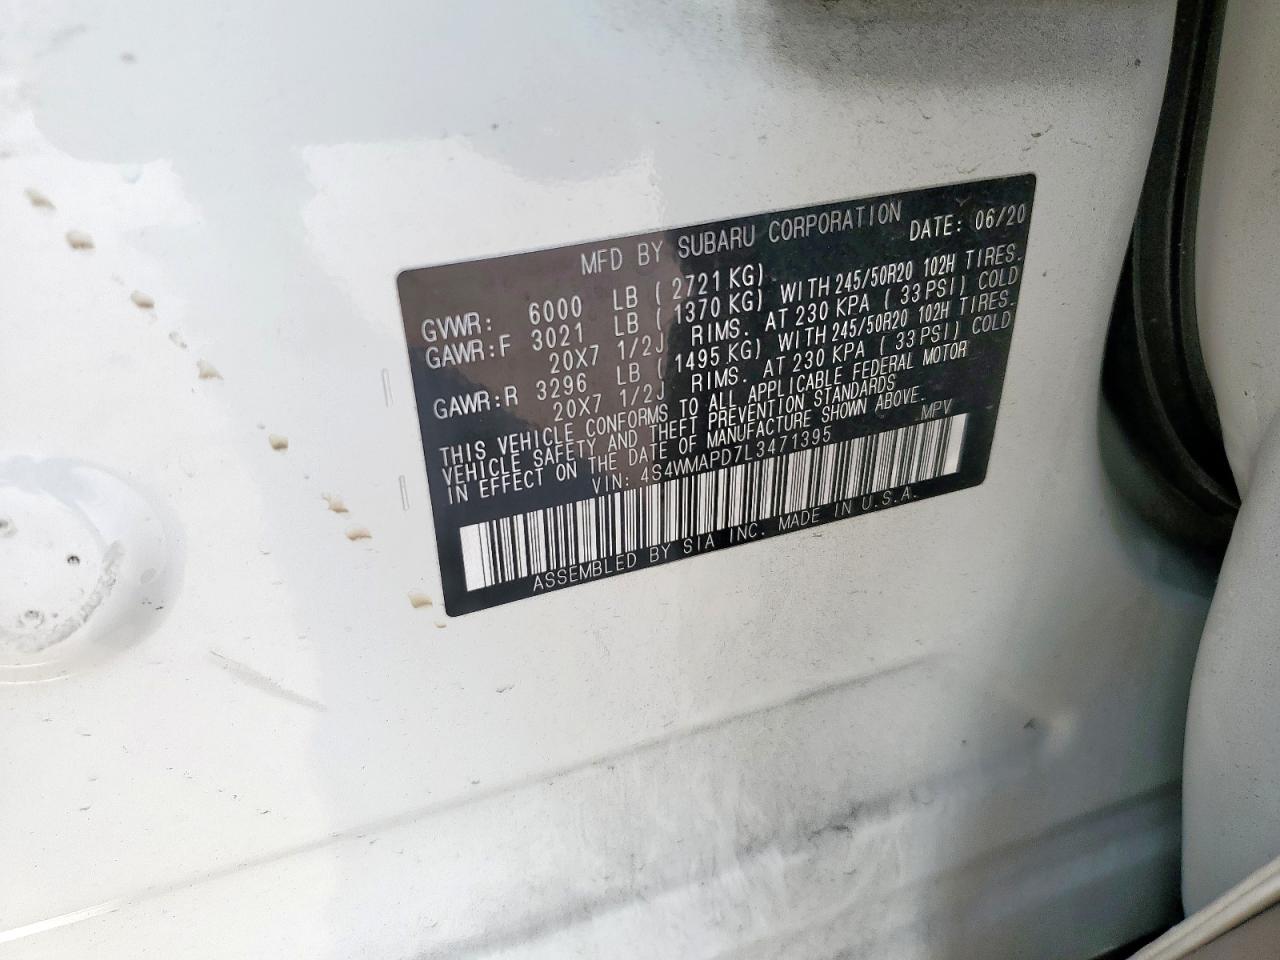 MFD BY SUBARU CORPORATION DATE: 06/20
GVWR: 6000 LB ( 2721 KG)
GAWR:F 3021 LB ( 1370 KG) WITH 245/50R20 102H TIRES.
20X7 1/2J RIMS. AT 230 KPA ( 33 PSI) COLD
GAWR:R 3296 LB ( 1495 KG) WITH 245/50R20 102H TIRES.
20X7 1/2J RIMS. AT 230 KPA ( 33 PSI) COLD
THIS VEHICLE CONFORMS TO ALL APPLICABLE FEDERAL MOTOR
VEHICLE SAFETY AND THEFT PREVENTION STANDARDS
IN EFFECT ON THE DATE OF MANUFACTURE SHOWN ABOVE.
VIN: 4S4WMAPD7L3471395 MPV
ASSEMBLED BY SIA INC. MADE IN U.S.A.